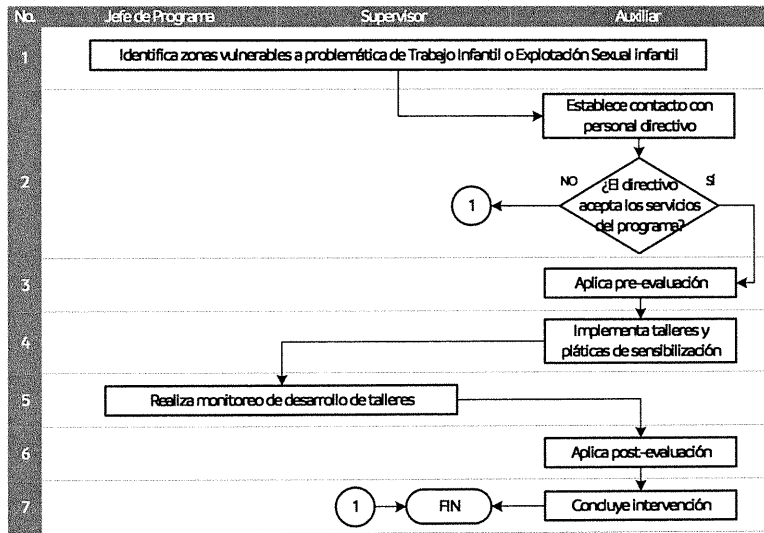 No. Jefe de Programa Supervisor Auxiliar
1 Identifica zonas vulnerables a problemática de Trabajo Infantil o Explotación Sexual infantil
Establece contacto con
personal directivo
2
NO ¿El directivo SÍ
acepta los servicios
del programa?
1
3 Aplica pre-evaluación
4 Implementa talleres y
pláticas de sensibilización
5 Realiza monitoreo de desarrollo de talleres
6 Aplica post-evaluación
7 1 FIN Concluye intervención